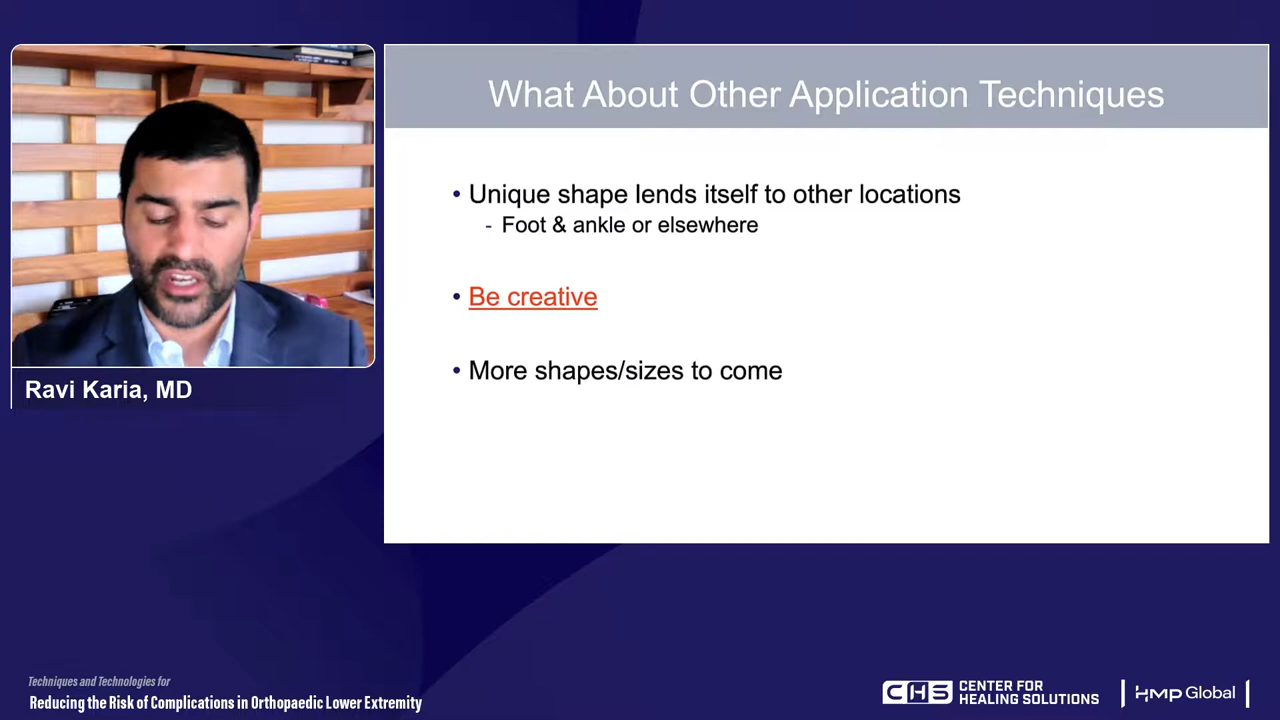 What About Other Application Techniques
• Unique shape lends itself to other locations
- Foot & ankle or elsewhere
• Be creative
• More shapes/sizes to come
Ravi Karia, MD
Techniques and Technologies for
Reducing the Risk of Complications in Orthopaedic Lower Extremity
CHS CENTER FOR
HEALING SOLUTIONS
HMP Global